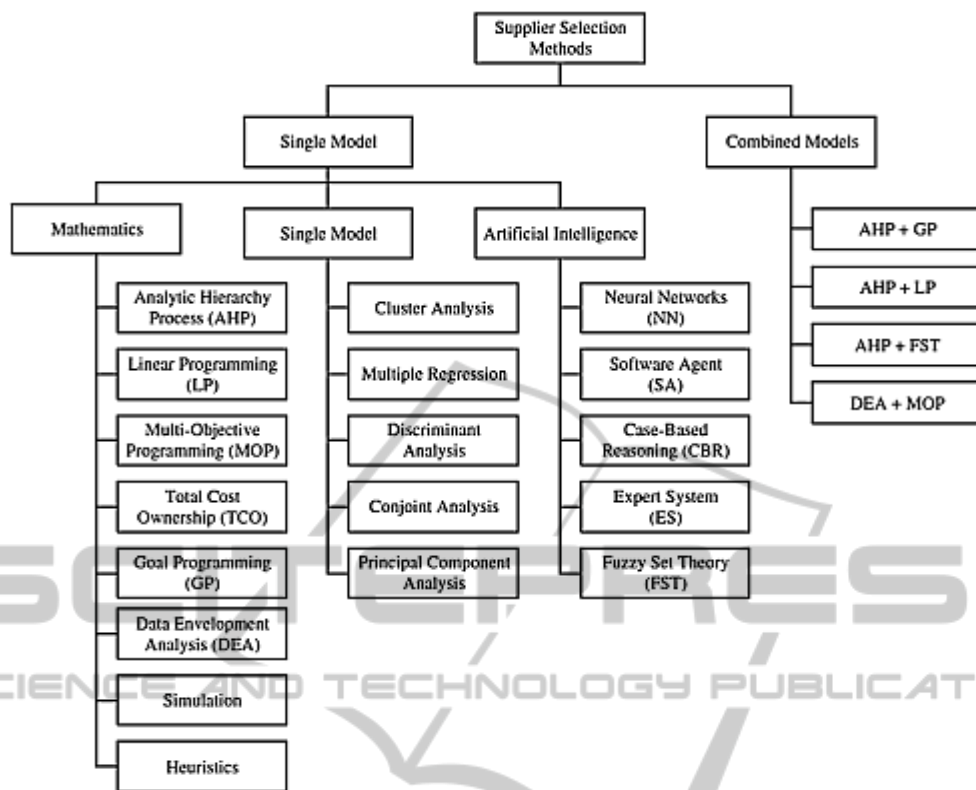 Supplier Selection
Methods
Single Model
Combined Models
Mathematics
Single Model
Artificial Intelligence
Analytic Hierarchy
Process (AHP)
Linear Programming
(LP)
Multi-Objective
Programming (MOP)
Total Cost
Ownership (TCO)
Goal Programming
(GP)
Data Envelopment
Analysis (DEA)
Simulation
Heuristics
Cluster Analysis
Multiple Regression
Discriminant
Analysis
Conjoint Analysis
Principal Component
Analysis
Neural Networks
(NN)
Software Agent
(SA)
Case-Based
Reasoning (CBR)
Expert System
(ES)
Fuzzy Set Theory
(FST)
AHP + GP
AHP + LP
AHP + FST
DEA + MOP
SCITEPRES
CIENCE AND TECHNOLOGY PUBLICAT